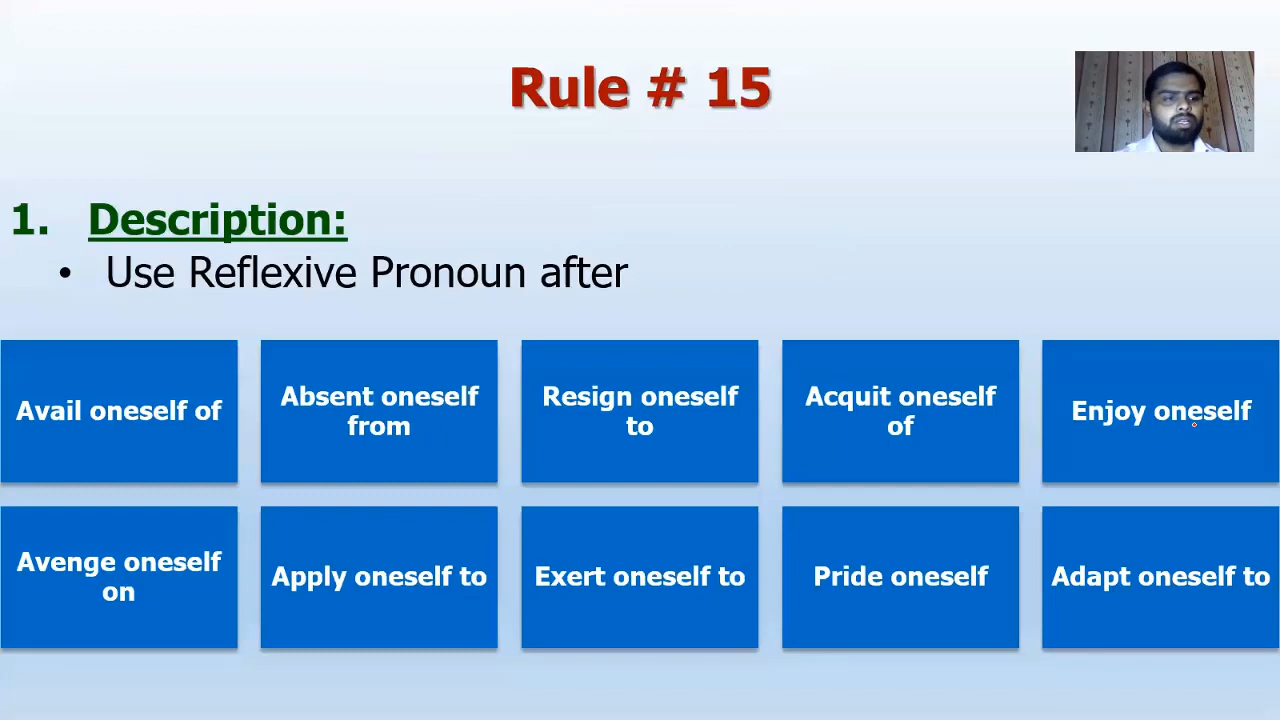 Rule # 15
1. Description:
• Use Reflexive Pronoun after
Avail oneself of
Absent oneself
from
Resign oneself
to
Acquit oneself
of
Enjoy oneself
Avenge oneself
on
Apply oneself to
Exert oneself to
Pride oneself
Adapt oneself to